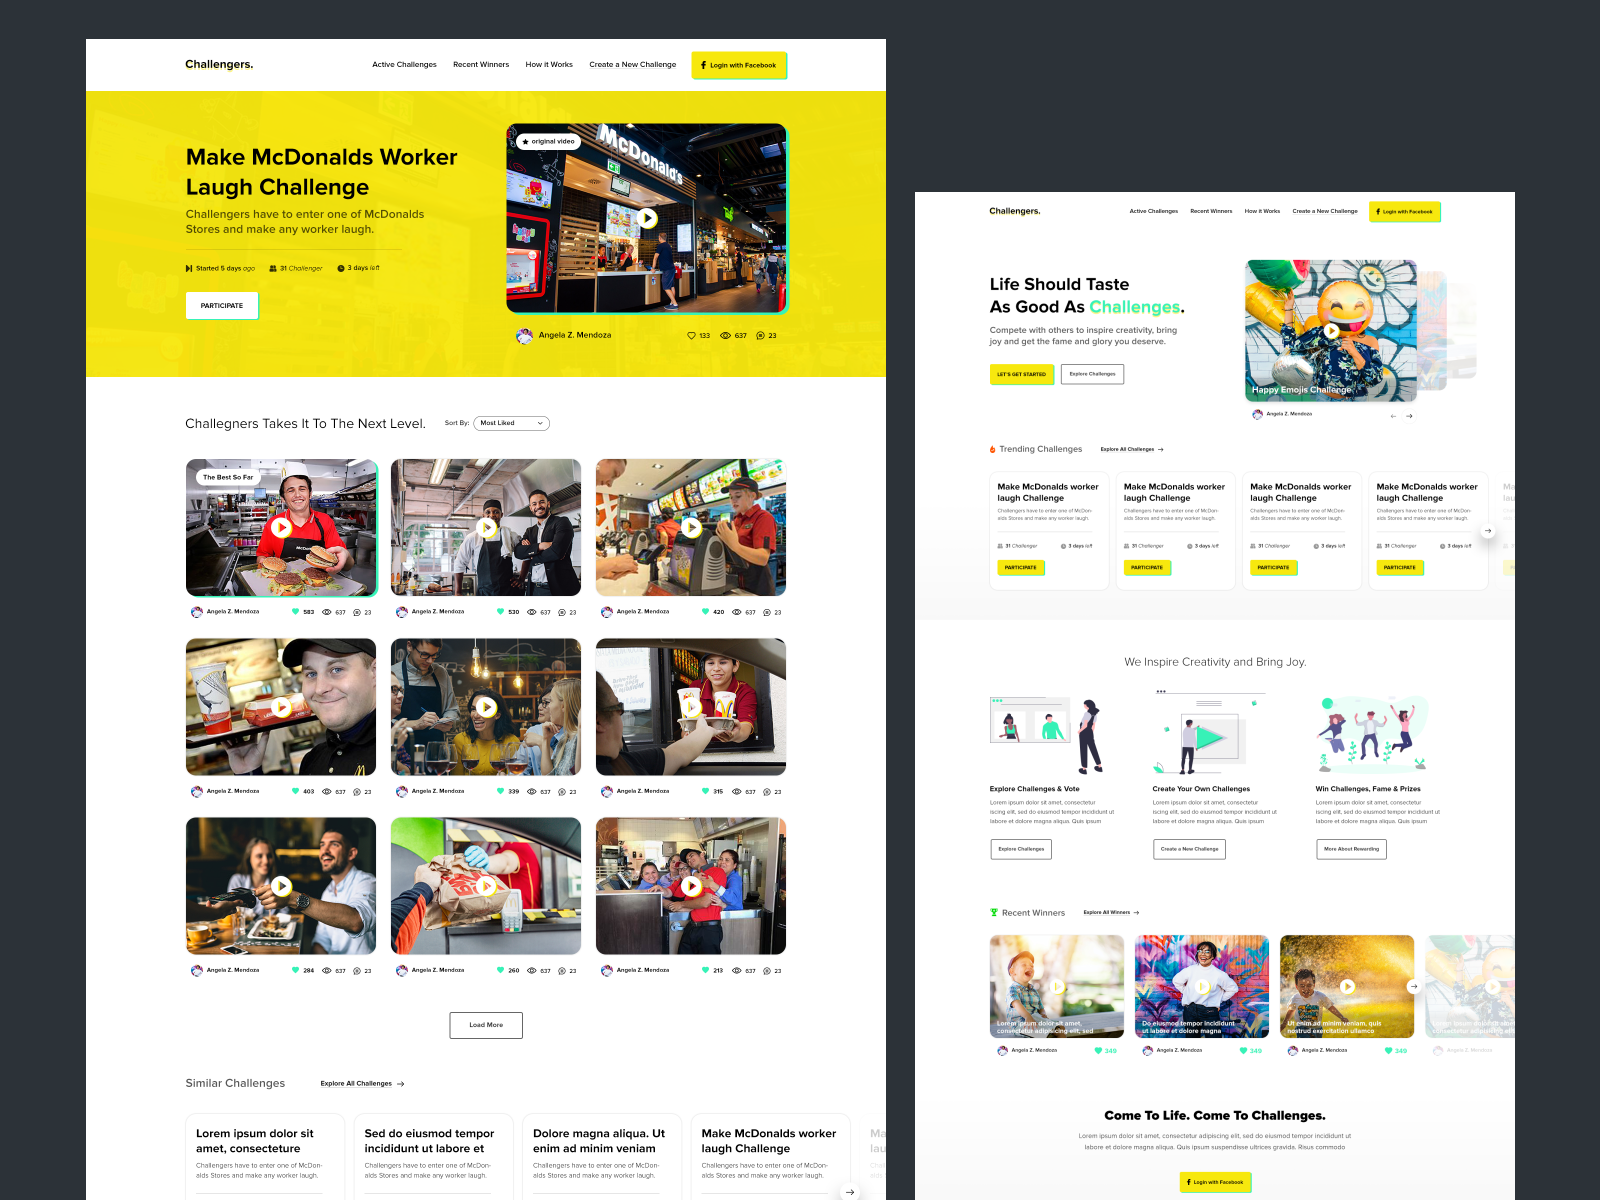 Challengers.
Active Challenges
Recent Winners
How it Works
Create a New Challenge
Login with Facebook
Make McDonalds Worker
Laugh Challenge
Challengers have to enter one of McDonalds
Stores and make any worker laugh.
Started 5 days ago
31 Challenger
3 days left
PARTICIPATE
original video
McDonald's
Angela Z. Mendoza
133
637
23
Challegners Takes It To The Next Level.
Sort By:
Most Liked
The Best So Far
Angela Z. Mendoza 583 637 23
Angela Z. Mendoza 530 637 23
Angela Z. Mendoza 420 637 23
Angela Z. Mendoza 403 637 23
Angela Z. Mendoza 339 637 23
Angela Z. Mendoza 315 637 23
Angela Z. Mendoza 284 637 23
Angela Z. Mendoza 260 637 23
Angela Z. Mendoza 213 637 23
Load More
Similar Challenges
Explore All Challenges
Lorem ipsum dolor sit
amet, consecteture
Challengers have to enter one of McDon-
alds Stores and make any worker laugh.
Sed do eiusmod tempor
incididunt ut labore et
Challengers have to enter one of McDon-
alds Stores and make any worker laugh.
Dolore magna aliqua. Ut
enim ad minim veniam
Challengers have to enter one of McDon-
alds Stores and make any worker laugh.
Make McDonalds worker
laugh Challenge
Challengers have to enter one of McDon-
alds Stores and make any worker laugh.
Challengers.
Active Challenges
Recent Winners
How it Works
Create a New Challenge
Login with Facebook
Life Should Taste
As Good As Challenges.
Compete with others to inspire creativity, bring
joy and get the fame and glory you deserve.
LET'S GET STARTED
Explore Challenges
Happy Emojis Challenge
Angela Z. Mendoza
Trending Challenges
Explore All Challenges
Make McDonalds worker
laugh Challenge
Challengers have to enter one of McDon-
alds Stores and make any worker laugh.
31 Challenger
3 days left
PARTICIPATE
Make McDonalds worker
laugh Challenge
Challengers have to enter one of McDon-
alds Stores and make any worker laugh.
31 Challenger
3 days left
PARTICIPATE
Make McDonalds worker
laugh Challenge
Challengers have to enter one of McDon-
alds Stores and make any worker laugh.
31 Challenger
3 days left
PARTICIPATE
Make McDonalds worker
laugh Challenge
Challengers have to enter one of McDon-
alds Stores and make any worker laugh.
31 Challenger
3 days left
PARTICIPATE
We Inspire Creativity and Bring Joy.
Explore Challenges & Vote
Lorem ipsum dolor sit amet, consectetur
iscing elit, sed do eiusmod tempor incididunt ut
labore et dolore magna aliqua. Quis ipsum
Explore Challenges
Create Your Own Challenges
Lorem ipsum dolor sit amet, consectetur
iscing elit, sed do eiusmod tempor incididunt ut
labore et dolore magna aliqua. Quis ipsum
Create a New Challenge
Win Challenges, Fame & Prizes
Lorem ipsum dolor sit amet, consectetur
iscing elit, sed do eiusmod tempor incididunt ut
labore et dolore magna aliqua. Quis ipsum
More About Rewarding
Recent Winners
Explore All Winners
Lorem ipsum dolor sit amet,
consectetur adipisicing elit, sed
Angela Z. Mendoza 349
Do eiusmod tempor incididunt
ut labore et dolore magna
Angela Z. Mendoza 349
Ut enim ad minim veniam, quis
nostrud exercitation ullamco
Angela Z. Mendoza 349
Angela Z. Mendoza
Come To Life. Come To Challenges.
Lorem ipsum dolor sit amet, consectetur adipiscing elit, sed do eiusmod tempor incididunt ut
labore et dolore magna aliqua. Quis ipsum suspendisse ultrices gravida. Risus commodo
Login with Facebook